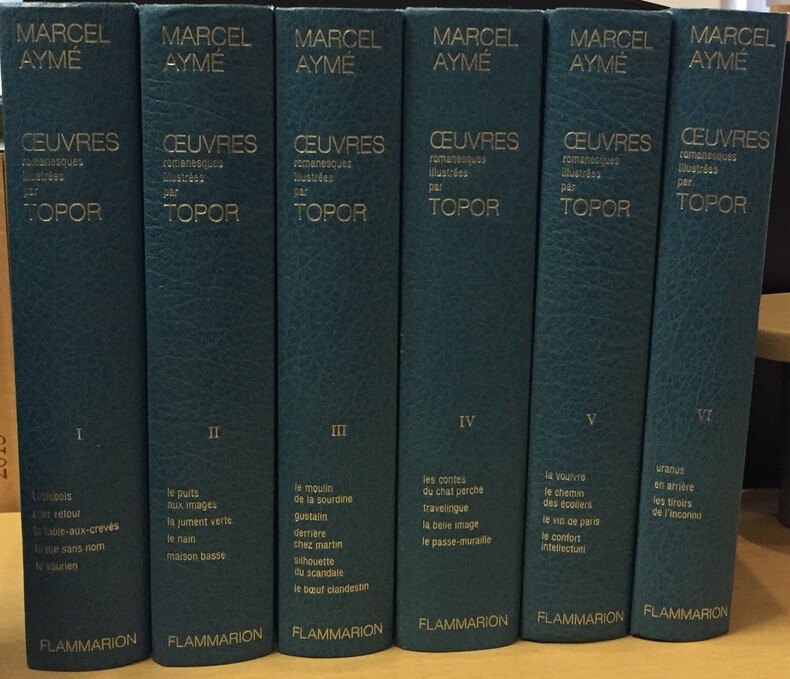 MARCEL
AYMÉ
ŒUVRES
romanesques
illustrées
par
TOPOR
I
aller retour
la table-aux-crevés
la rue sans nom
le vaurien
FLAMMARION
MARCEL
AYMÉ
ŒUVRES
romanesques
illustrées
par
TOPOR
II
le puits
aux images
la jument verte
le nain
maison basse
FLAMMARION
MARCEL
AYMÉ
ŒUVRES
romanesques
illustrées
par
TOPOR
III
le moulin
de la sourdine
gustalin
derrière
chez martin
silhouette
du scandale
le bœuf clandestin
FLAMMARION
MARCEL
AYMÉ
ŒUVRES
romanesques
illustrées
par
TOPOR
IV
les contes
du chat perché
travelingue
la belle image
le passe-muraille
FLAMMARION
MARCEL
AYMÉ
ŒUVRES
romanesques
illustrées
par
TOPOR
V
la vouivre
le chemin
des écoliers
le vin de paris
le confort
intellectuel
FLAMMARION
MARCEL
AYMÉ
ŒUVRES
romanesques
illustrées
par
TOPOR
VI
uranus
en arrière
les tiroirs
de l'inconnu
FLAMMARION